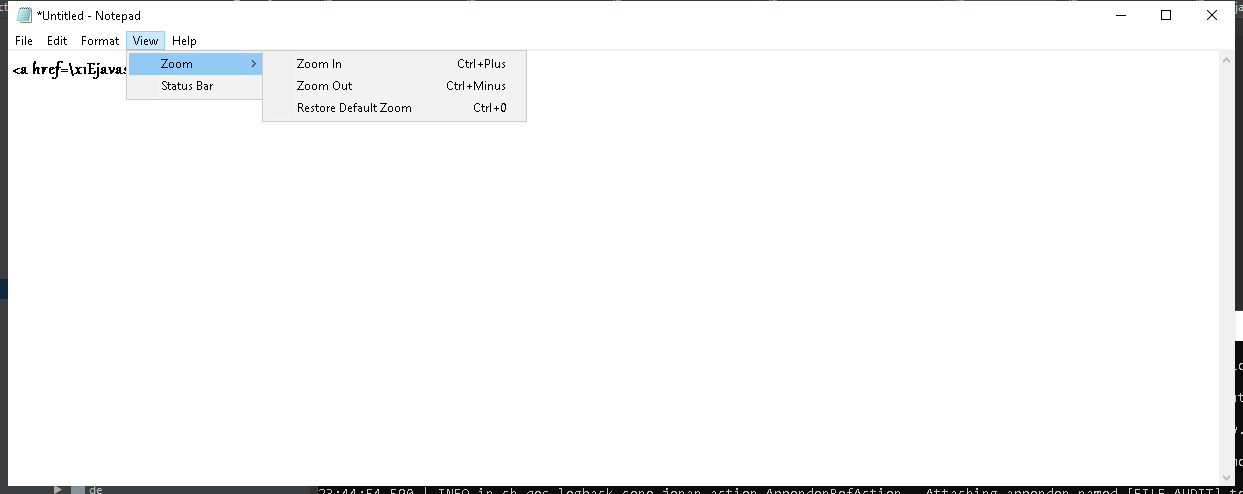 *Untitled - Notepad
File Edit Format View Help
<a href=\x1Ejavas
Zoom
Status Bar
Zoom In Ctrl+Plus
Zoom Out Ctrl+Minus
Restore Default Zoom Ctrl+0
de
23:44:54.590 | INFO in ch.qos.logback.core.joran.action.AppenderRefAction - Attaching appender named [FILE_AUDIT] t